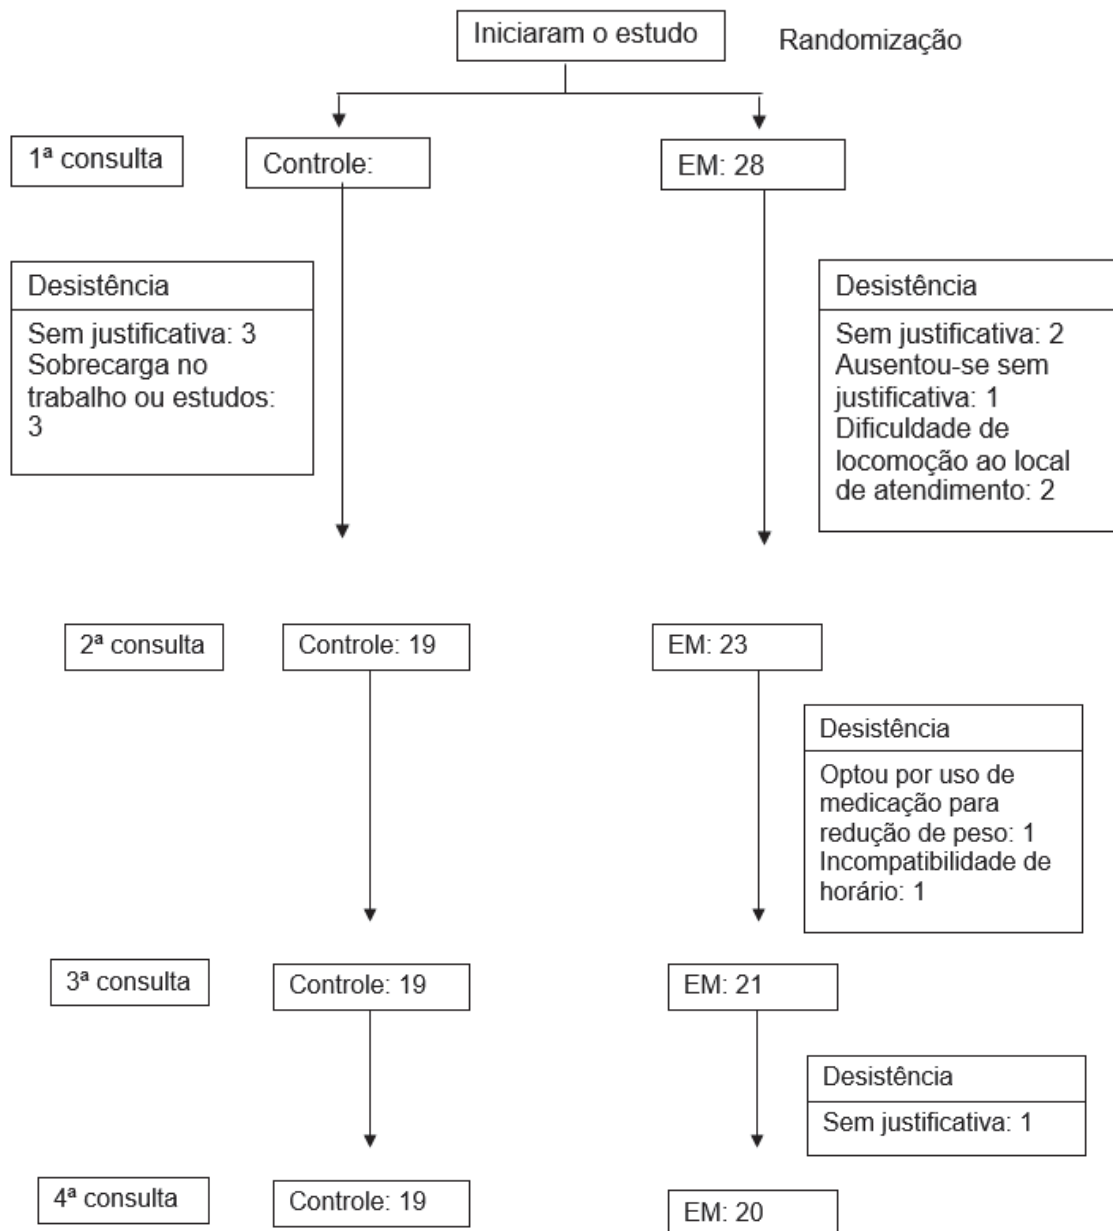 Iniciaram o estudo
Randomização
1ª consulta
Controle:
EM: 28
Desistência
Sem justificativa: 3
Sobrecarga no
trabalho ou estudos:
3
Desistência
Sem justificativa: 2
Ausentou-se sem
justificativa: 1
Dificuldade de
locomoção ao local
de atendimento: 2
2ª consulta
Controle: 19
EM: 23
Desistência
Optou por uso de
medicação para
redução de peso: 1
Incompatibilidade de
horário: 1
3ª consulta
Controle: 19
EM: 21
Desistência
Sem justificativa: 1
4ª consulta
Controle: 19
EM: 20